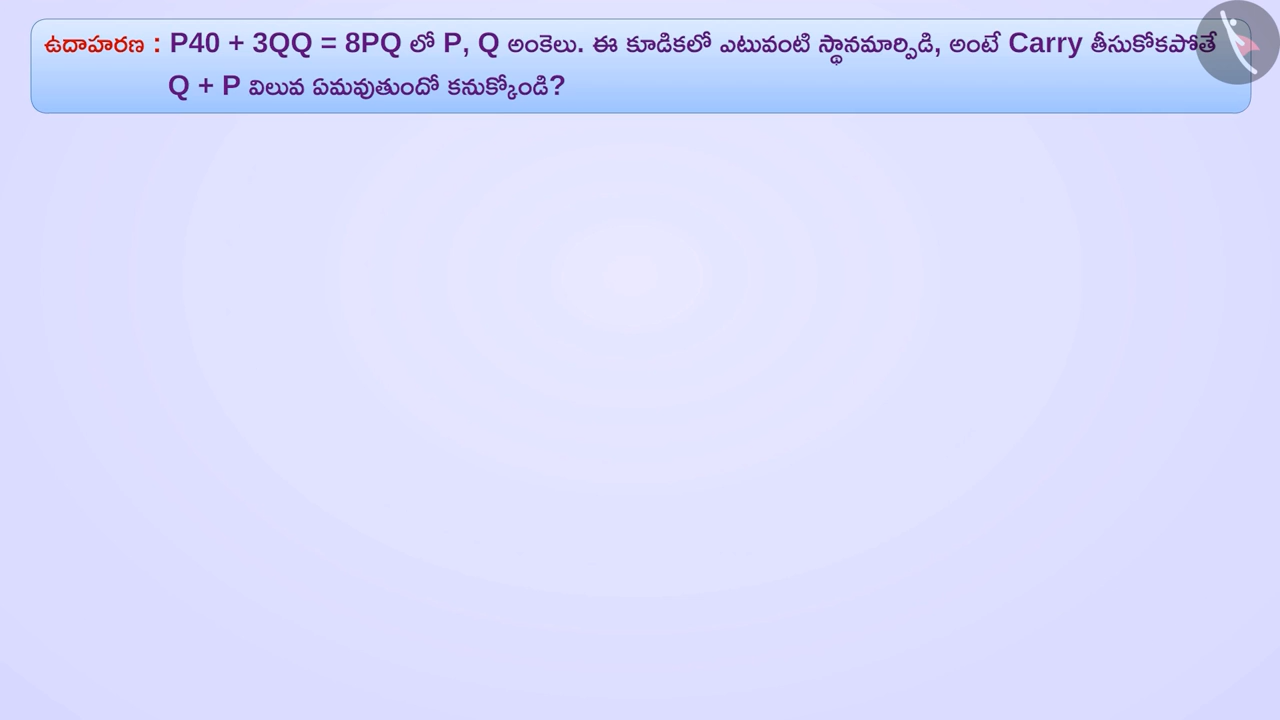 ఉదాహరణ : P40 + 3QQ = 8PQ లో P, Q అంకెలు. ఈ కూడికలో ఎటువంటి స్థానమార్పిడి, అంటే Carry తీసుకోకపోతే
Q + P విలువ ఏమవుతుందో కనుక్కోండి?